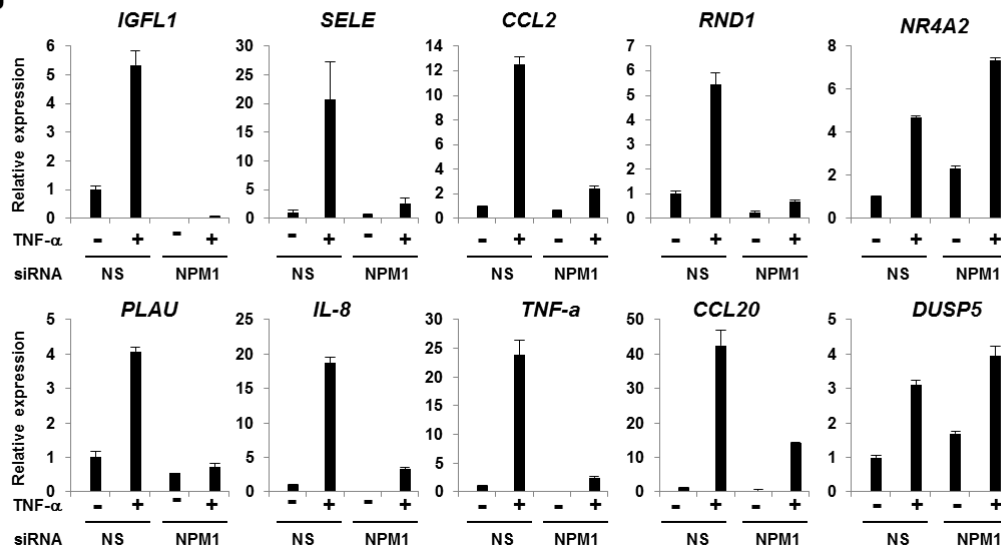 IGFL1 SELE CCL2 RND1 NR4A2
Relative expression
6 5 4 3 2 1 0
30 25 20 15 10 5 0
14 12 10 8 6 4 2 0
7 6 5 4 3 2 1 0
8 6 4 2 0
TNF-α - + - + - + - + - + - + - + - + - + - +
siRNA NS NPM1 NS NPM1 NS NPM1 NS NPM1 NS NPM1
PLAU IL-8 TNF-a CCL20 DUSP5
Relative expression
5 4 3 2 1 0
25 20 15 10 5 0
30 25 20 15 10 5 0
50 40 30 20 10 0
5 4 3 2 1 0
TNF-α - + - + - + - + - + - + - + - + - + - +
siRNA NS NPM1 NS NPM1 NS NPM1 NS NPM1 NS NPM1